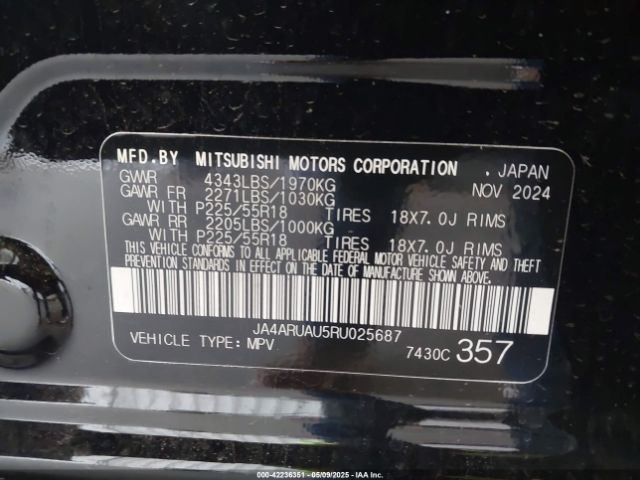 MFD.BY MITSUBISHI MOTORS CORPORATION . JAPAN
GVWR 4343LBS/1970KG NOV 2024
GAWR FR 2271LBS/1030KG
WITH P225/55R18 TIRES 18X7.0J RIMS
GAWR RR 2205LBS/1000KG
WITH P225/55R18 TIRES 18X7.0J RIMS
THIS VEHICLE CONFORMS TO ALL APPLICABLE FEDERAL MOTOR VEHICLE SAFETY AND THEFT
PREVENTION STANDARDS IN EFFECT ON THE DATE OF MANUFACTURE SHOWN ABOVE.
JA4ARUAU5RU025687
VEHICLE TYPE: MPV 7430C 357
000-42236351 - 05/09/2025 - IAAI.COM